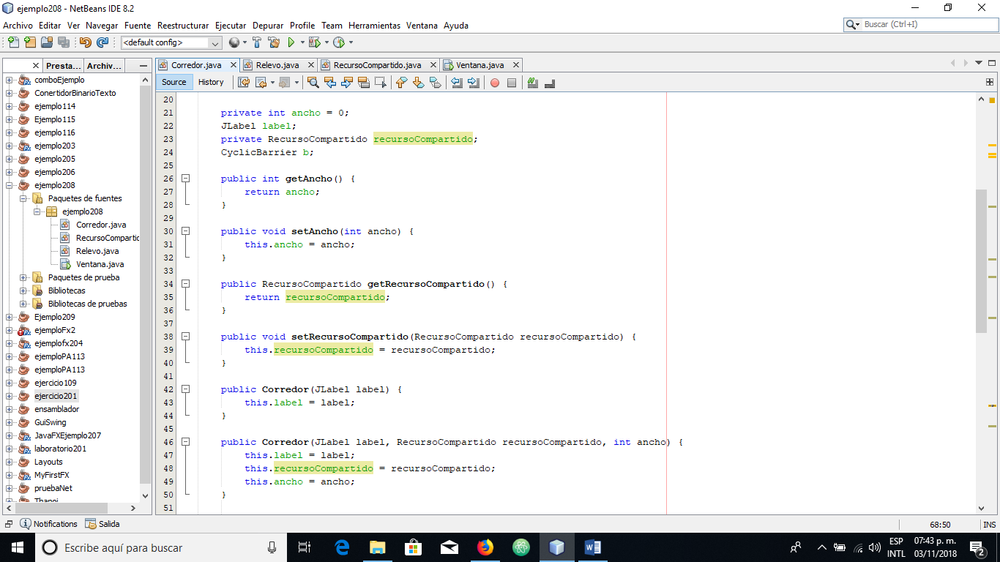 ejemplo208 - NetBeans IDE 8.2
Archivo Editar Ver Navegar Fuente Reestructurar Ejecutar Depurar Profile Team Herramientas Ventana Ayuda
Buscar (Ctrl+I)
<default config>
Presta... Archiv...
comboEjemplo
ConertidorBinarioTexto
ejemplo114
Ejemplo115
ejemplo116
ejemplo203
ejemplo205
ejemplo206
ejemplo208
Paquetes de fuentes
ejemplo208
Corredor.java
RecursoCompartic
Relevo.java
Ventana.java
Paquetes de prueba
Bibliotecas
Bibliotecas de pruebas
Ejemplo209
ejemploFx2
ejemplofx204
ejemploPA113
ejemploPA113
ejercicio109
ejercicio201
ensamblador
GuiSwing
JavaFXEjemplo207
laboratorio201
Layouts
MyFirstFX
pruebaNet
Thanoi
Corredor.java Relevo.java RecursoCompartido.java Ventana.java
Source History
20
21 private int ancho = 0;
22 JLabel label;
23 private RecursoCompartido recursoCompartido;
24 CyclicBarrier b;
25
26 public int getAncho() {
27 return ancho;
28 }
29
30 public void setAncho(int ancho) {
31 this.ancho = ancho;
32 }
33
34 public RecursoCompartido getRecursoCompartido() {
35 return recursoCompartido;
36 }
37
38 public void setRecursoCompartido(RecursoCompartido recursoCompartido) {
39 this.recursoCompartido = recursoCompartido;
40 }
41
42 public Corredor(JLabel label) {
43 this.label = label;
44 }
45
46 public Corredor(JLabel label, RecursoCompartido recursoCompartido, int ancho) {
47 this.label = label;
48 this.recursoCompartido = recursoCompartido;
49 this.ancho = ancho;
50 }
51
Notifications Salida
68:50 INS
Escribe aquí para buscar
ESP
INTL
07:43 p. m.
03/11/2018
2